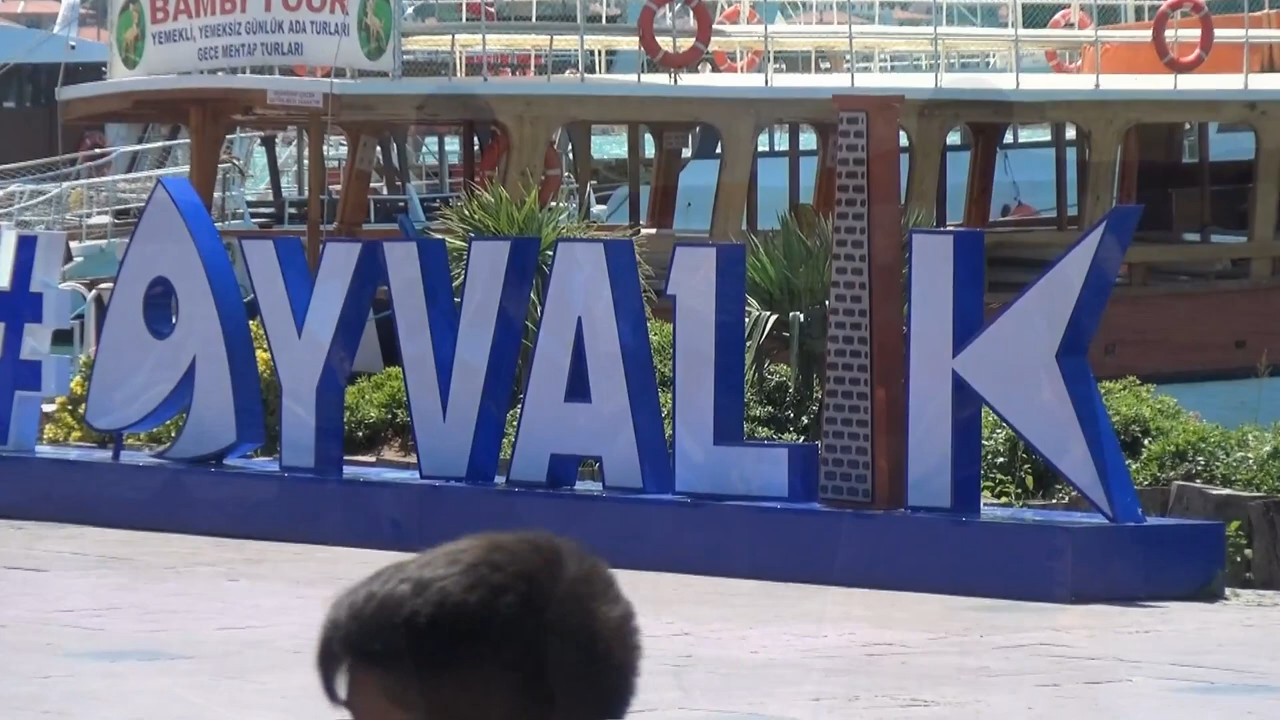 BAMBİ TOUR
YEMEKLİ, YEMEKSİZ GÜNLÜK ADA TURLARI
GECE MEHTAP TURLARI
#AYVALIK